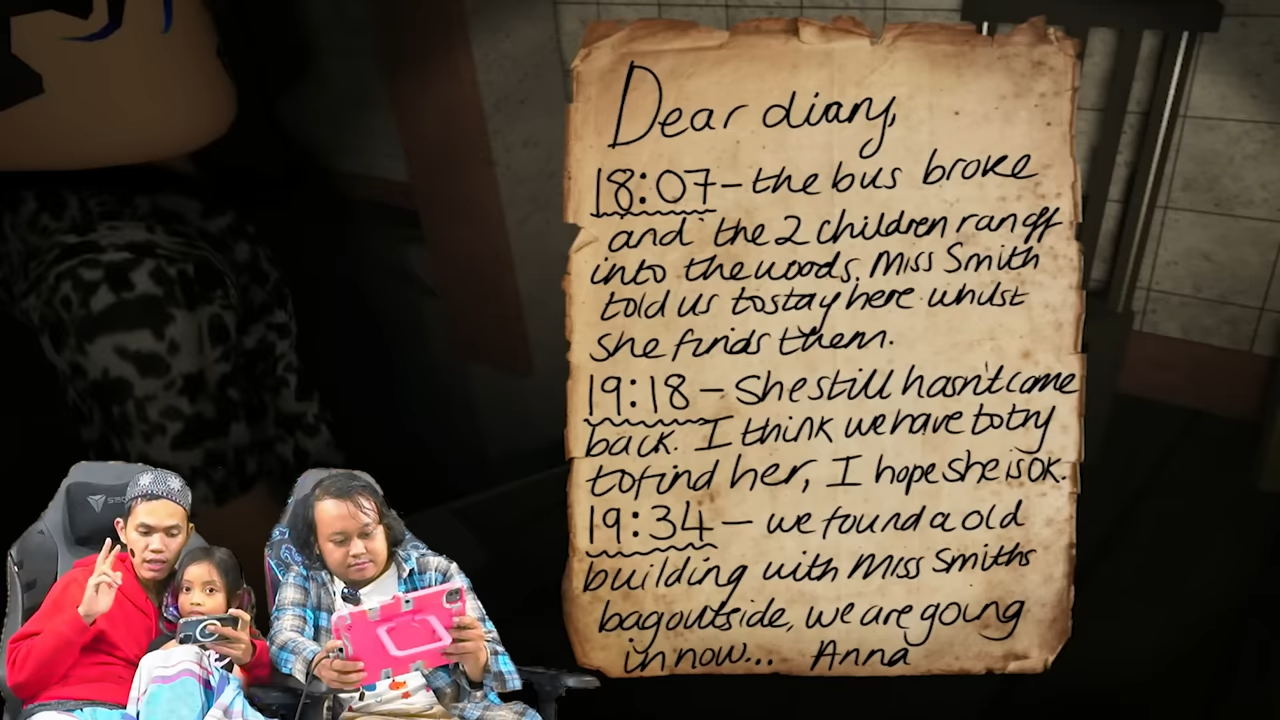 Dear diary,
18:07-the bus broke
and the 2 children ran off
into the woods. Miss Smith
told us to stay here whilst
she finds them.
19:18 - She still hasn't come
back. I think we have to try
to find her, I hope she is ok.
19:34 - we found a old
building with Miss Smiths
bag outside, we are going
in now... Anna